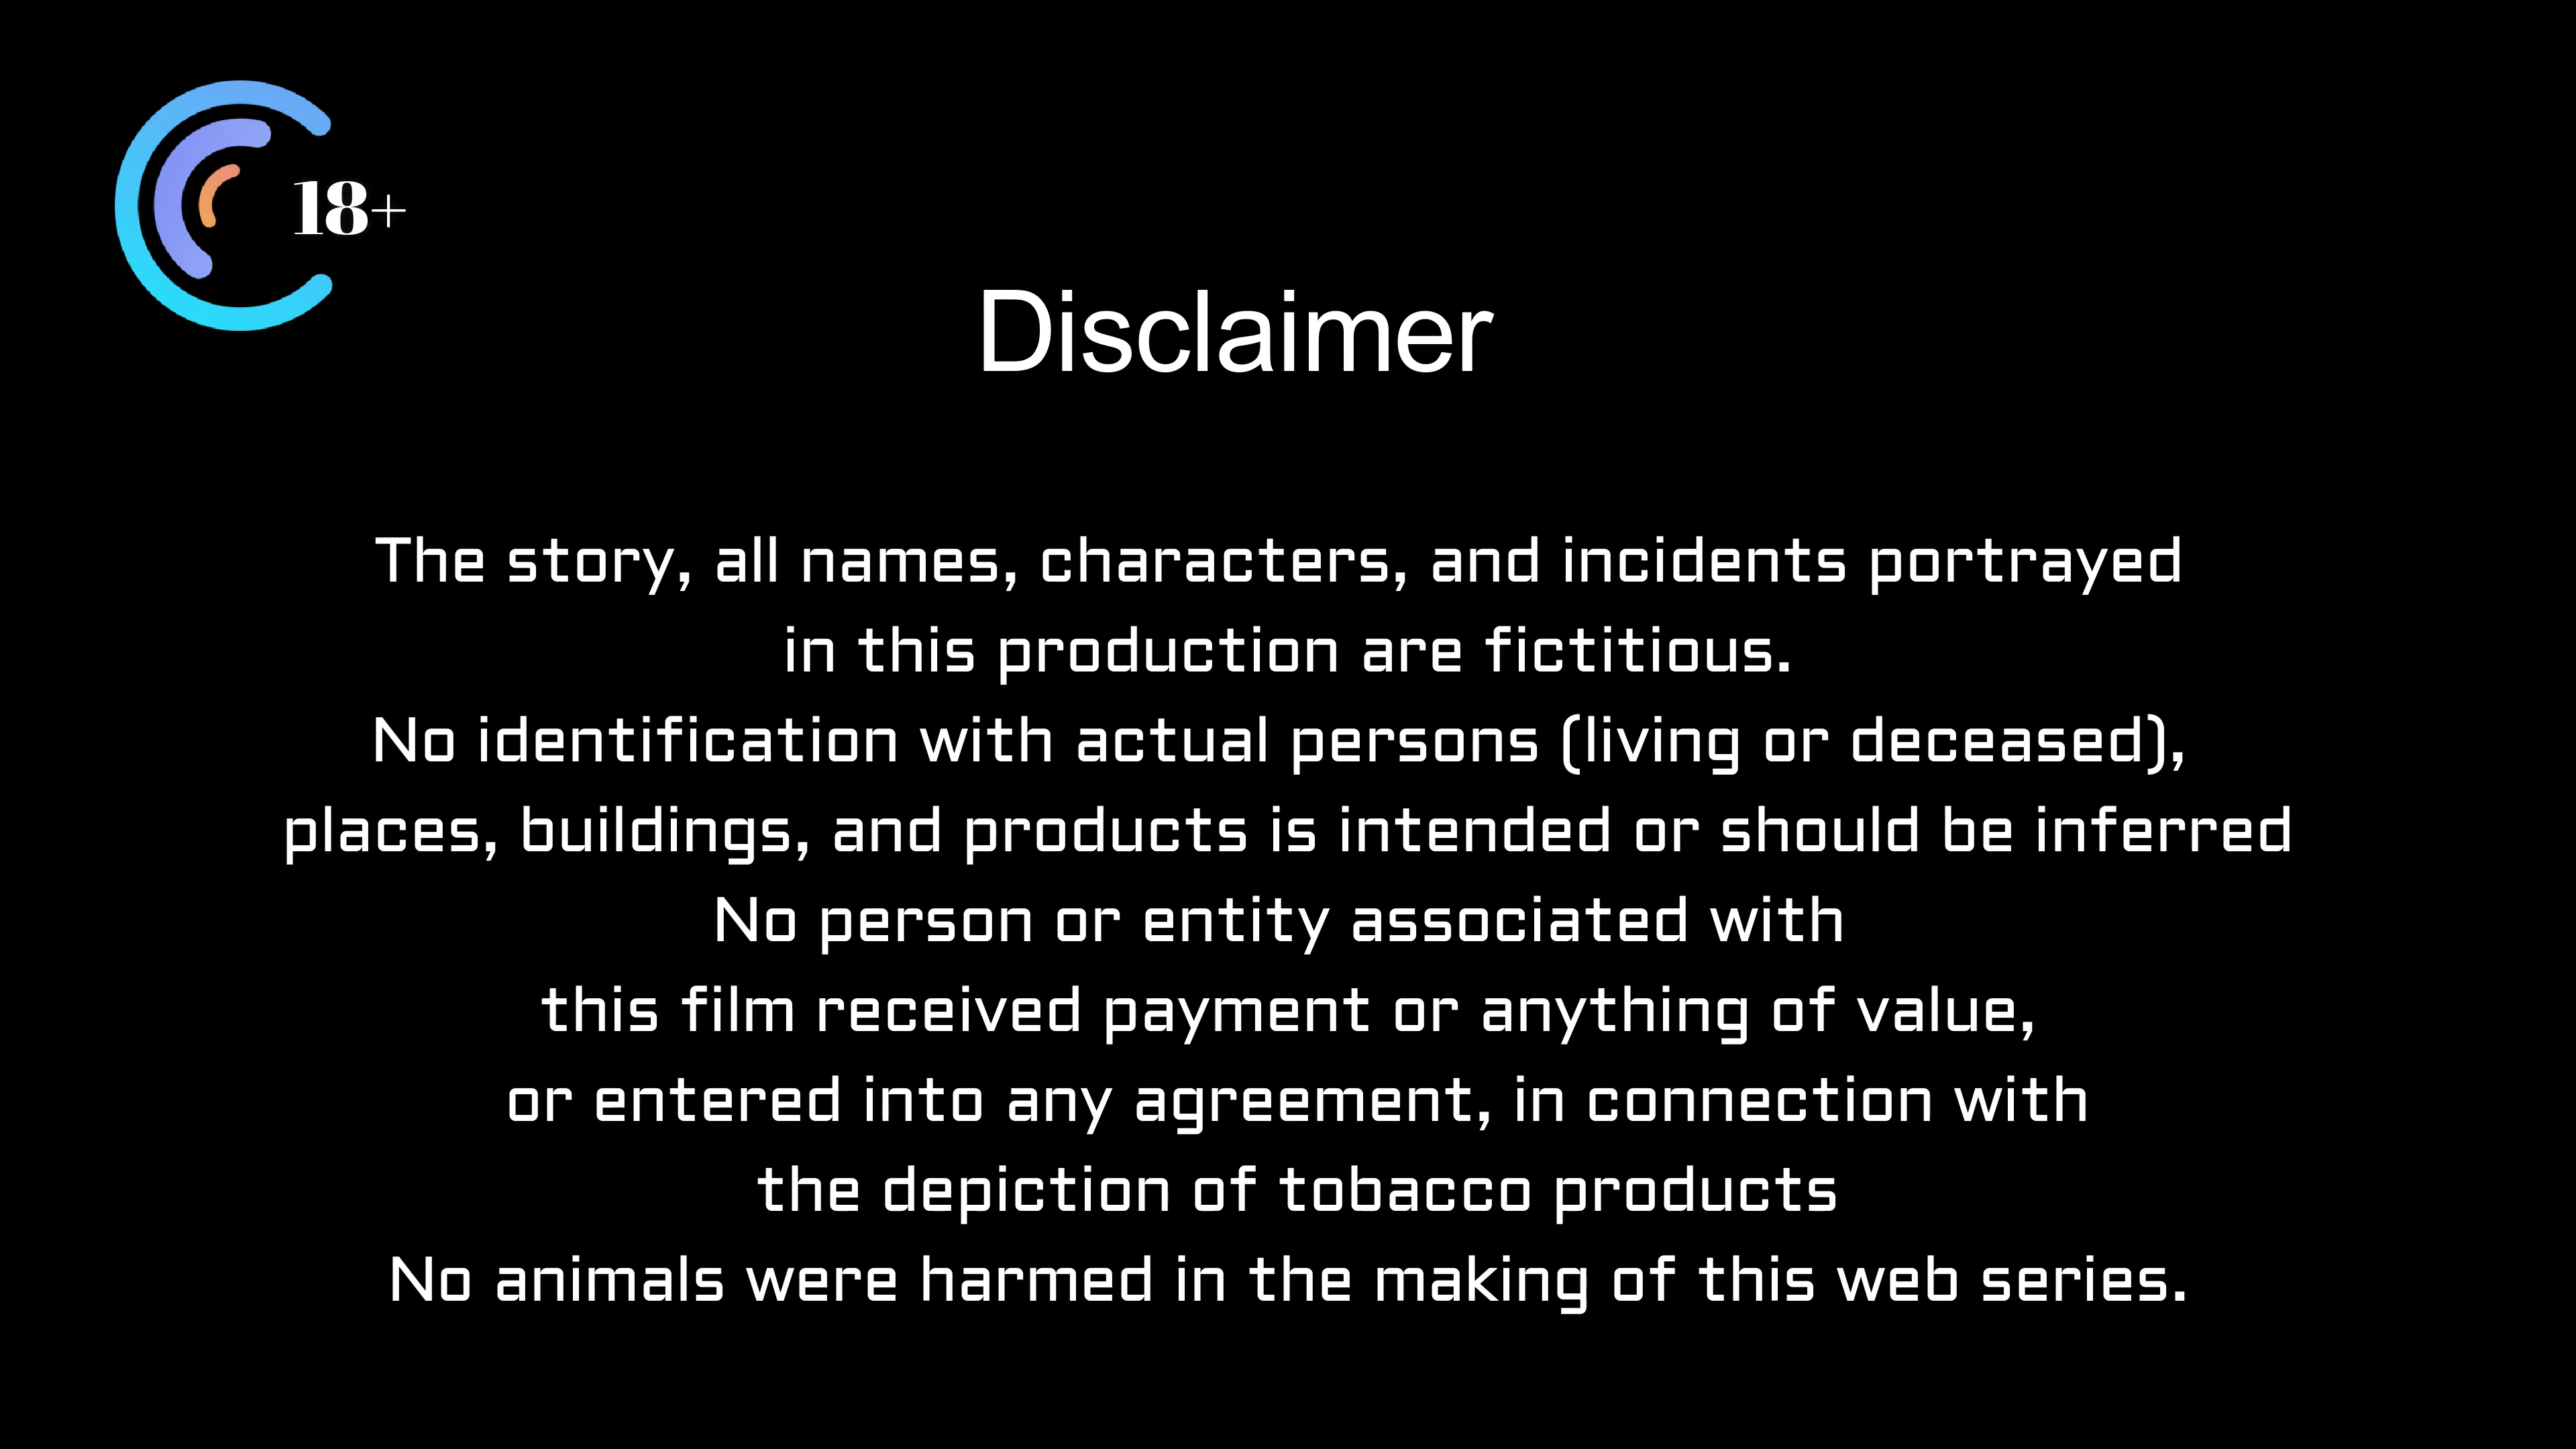 18+
Disclaimer
The story, all names, characters, and incidents portrayed
in this production are fictitious.
No identification with actual persons (living or deceased),
places, buildings, and products is intended or should be inferred
No person or entity associated with
this film received payment or anything of value,
or entered into any agreement, in connection with
the depiction of tobacco products
No animals were harmed in the making of this web series.